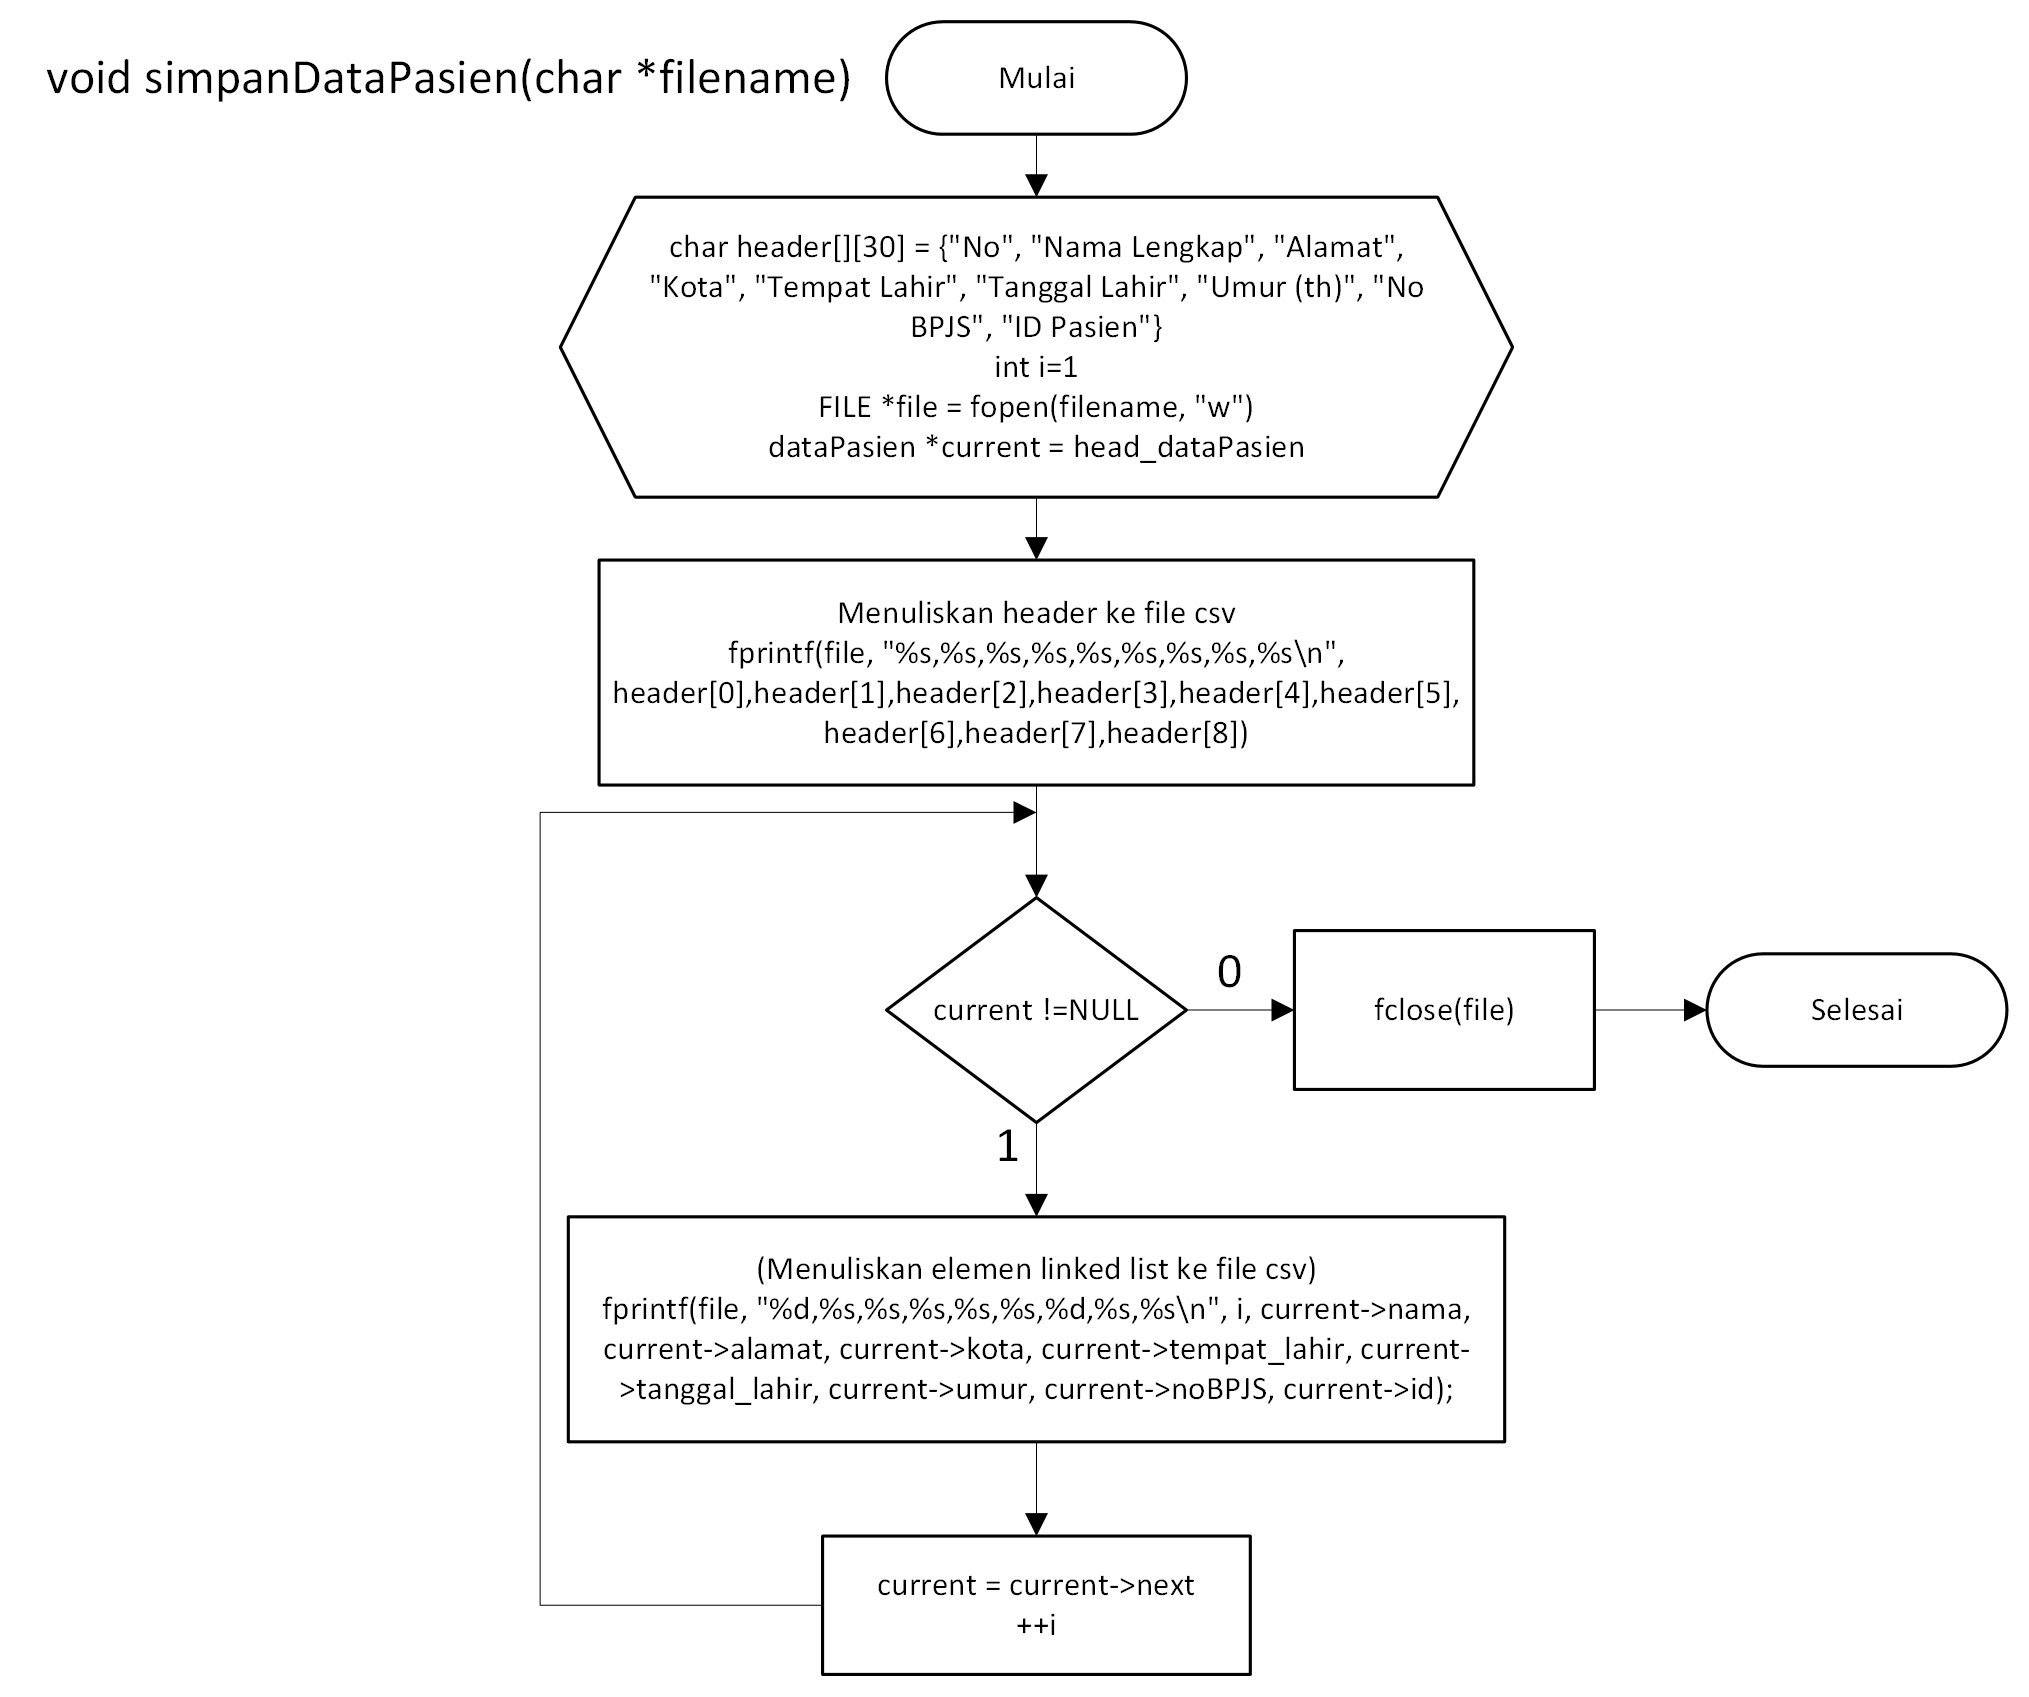 void simpanDataPasien(char *filename)
Mulai
char header[][30] = {"No", "Nama Lengkap", "Alamat",
"Kota", "Tempat Lahir", "Tanggal Lahir", "Umur (th)", "No
BPJS", "ID Pasien"}
int i=1
FILE *file = fopen(filename, "w")
dataPasien *current = head_dataPasien
Menuliskan header ke file csv
fprintf(file, "%s,%s,%s,%s,%s,%s,%s,%s,%s\n",
header[0],header[1],header[2],header[3],header[4],header[5],
header[6],header[7],header[8])
current !=NULL
0
fclose(file)
Selesai
1
(Menuliskan elemen linked list ke file csv)
fprintf(file, "%d,%s,%s,%s,%s,%s,%d,%s,%s\n", i, current->nama,
current->alamat, current->kota, current->tempat_lahir, current-
>tanggal_lahir, current->umur, current->noBPJS, current->id);
current = current->next
++i